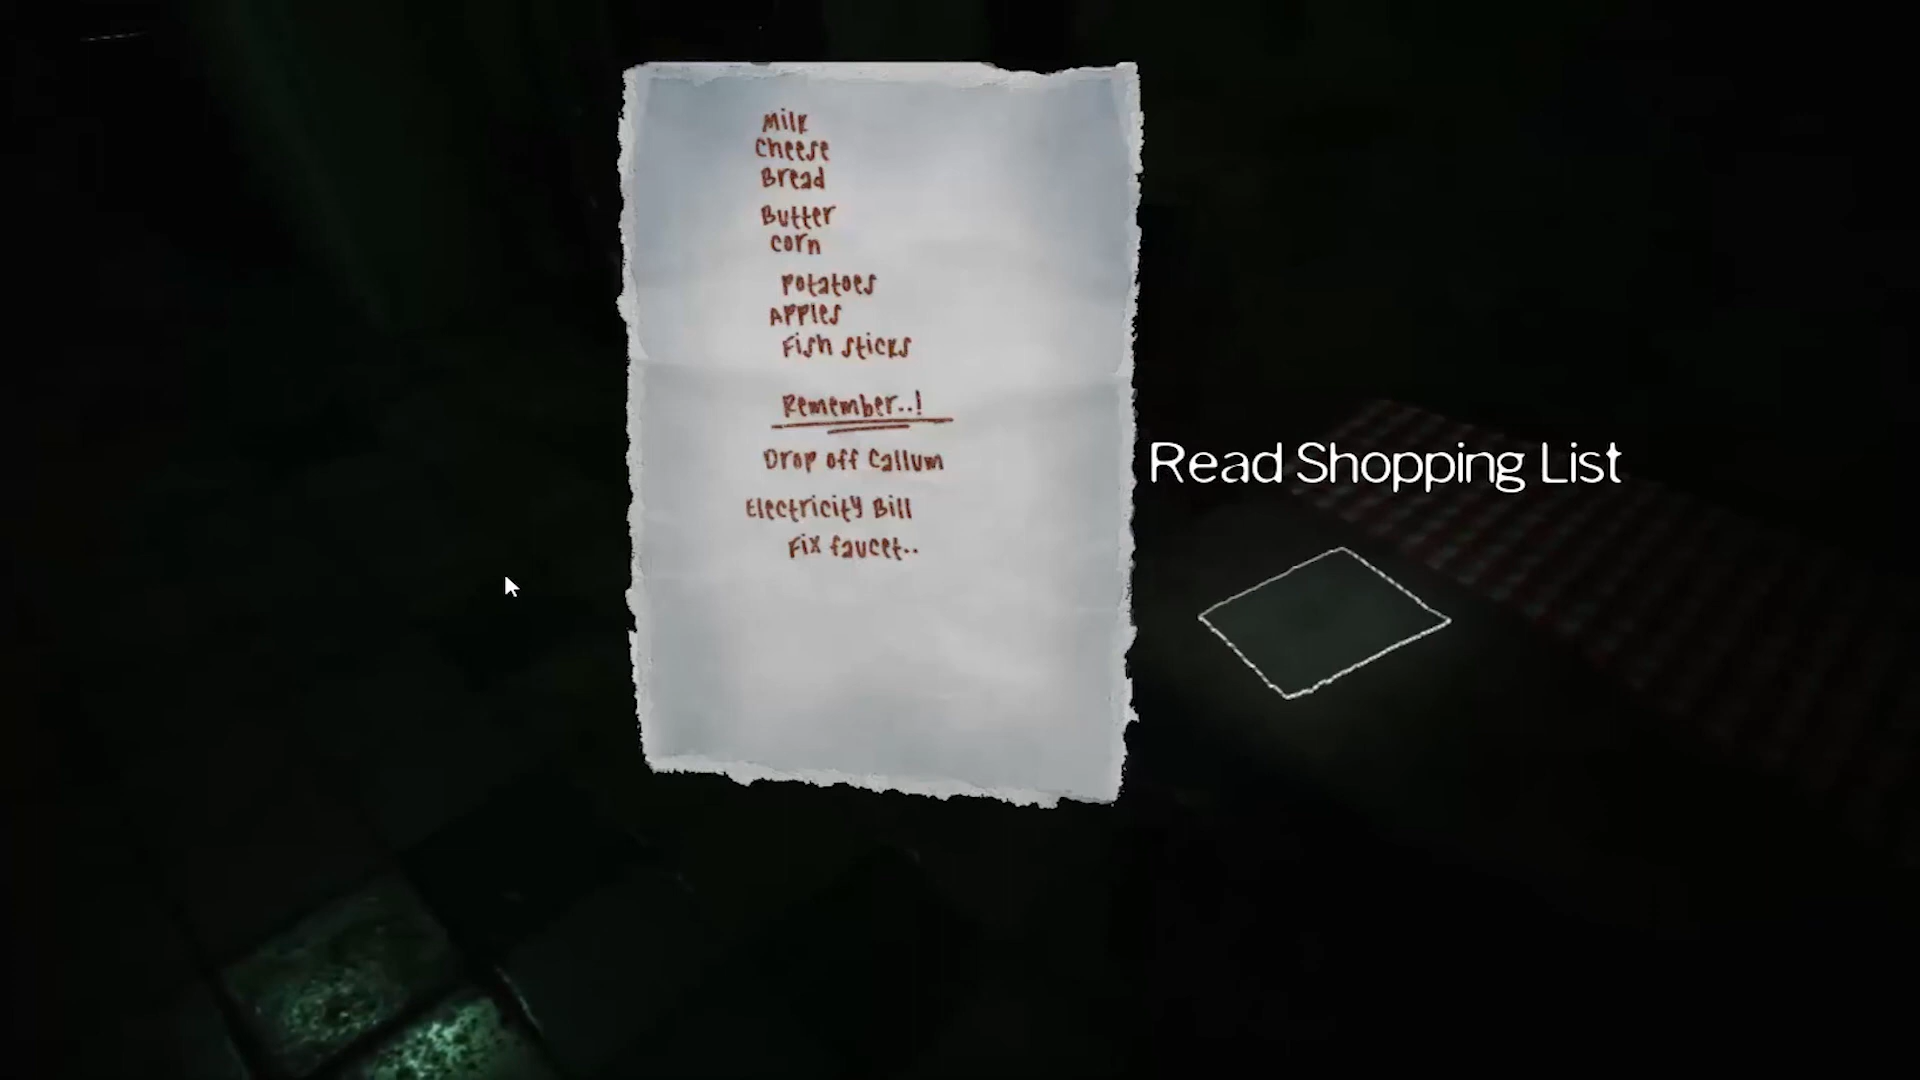 Milk
Cheese
Bread
Butter
corn
Potatoes
Apples
Fish sticks
Remember..!
Drop off Callum
Electricity Bill
Fix faucet..
Read Shopping List